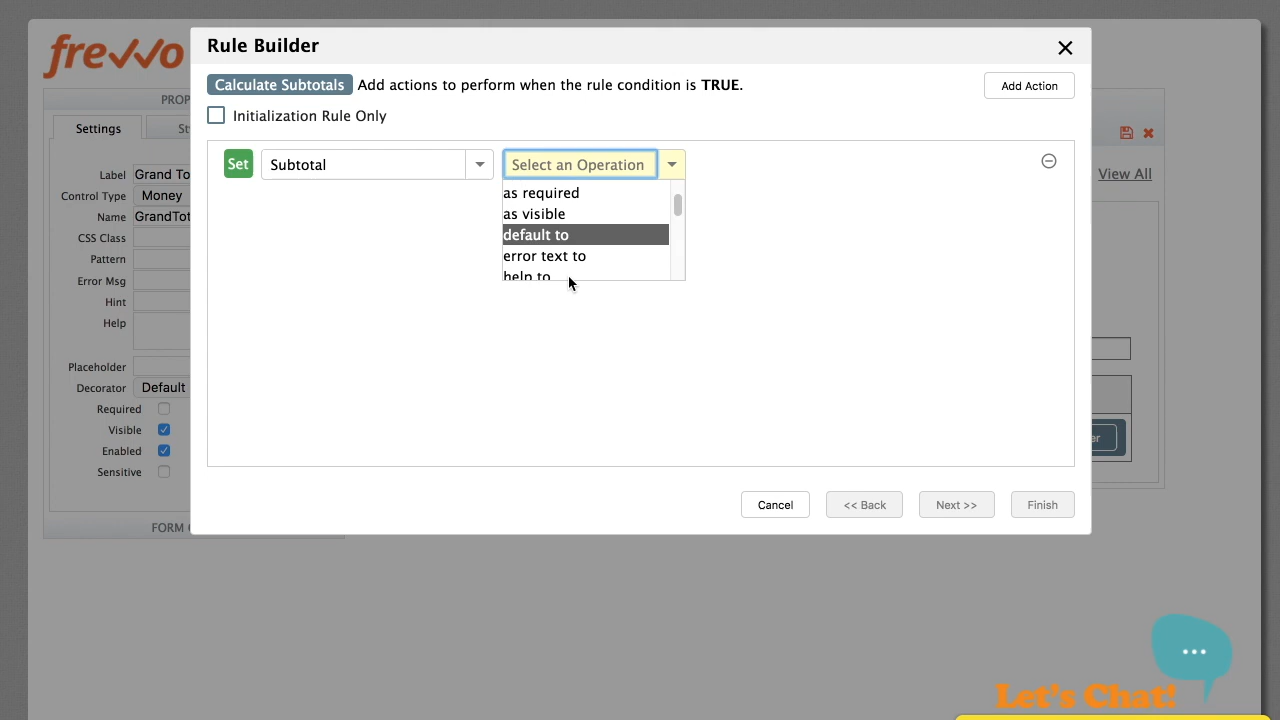 frevvo
Rule Builder
Calculate Subtotals Add actions to perform when the rule condition is TRUE.
Add Action
Initialization Rule Only
Set Subtotal Select an Operation
as required
as visible
default to
error text to
help to
Cancel << Back Next >> Finish
Settings
Label Grand To
Control Type Money
Name GrandTot
CSS Class
Pattern
Error Msg
Hint
Help
Placeholder
Decorator Default
Required
Visible
Enabled
Sensitive
View All
Let's Chat!